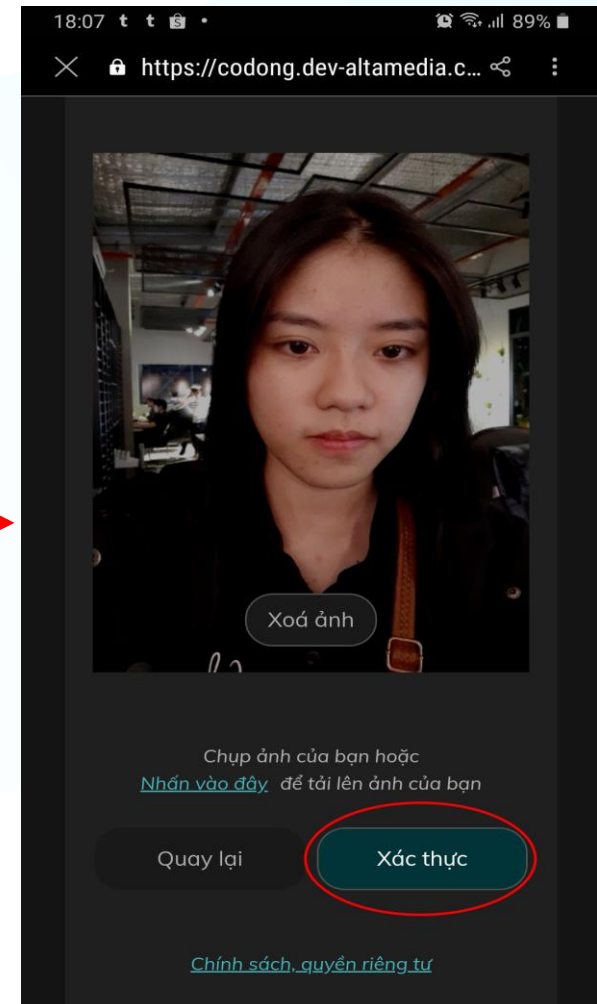 18:07 t t S • 89%
https://codong.dev-altamedia.c...
Xoá ảnh
Chụp ảnh của bạn hoặc
Nhấn vào đây để tải lên ảnh của bạn
Quay lại Xác thực
Chính sách, quyền riêng tư